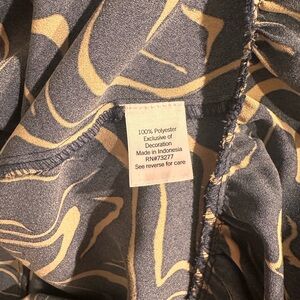 100% Polyester
Exclusive of
Decoration
Made in Indonesia
RN#73277
See reverse for care